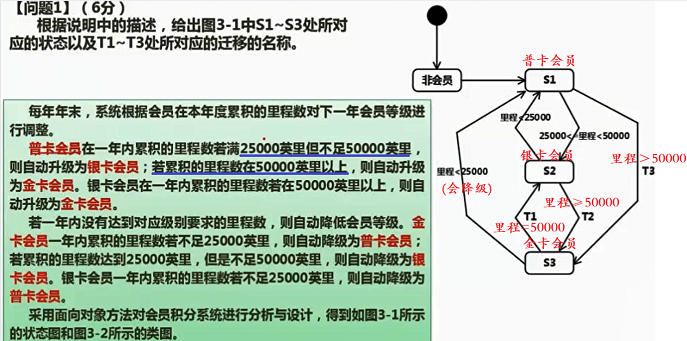 【问题1】(6分)
根据说明中的描述，给出图3-1中S1~S3处所对
应的状态以及T1~T3处所对应的迁移的名称。
每年年末，系统根据会员在本年度累积的里程数对下一年会员等级进
行调整。
普卡会员在一年内累积的里程数若满25000英里但不足50000英里，
则自动升级为银卡会员；若累积的里程数在50000英里以上，则自动升级
为金卡会员。银卡会员在一年内累积的里程数若在50000英里以上，则自
动升级为金卡会员。
若一年内没有达到对应级别要求的里程数，则自动降低会员等级。金
卡会员一年内累积的里程数若不足25000英里，则自动降级为普卡会员；
若累积的里程数达到25000英里，但是不足50000英里，则自动降级为银
卡会员。银卡会员一年内累积的里程数若不足25000英里，则自动降级为
普卡会员。
采用面向对象方法对会员积分系统进行分析与设计，得到如图3-1所示
的状态图和图3-2所示的类图。
普卡会员
非会员
S1
里程<25000
25000<=里程<50000
银卡会员
里程>50000
里程<25000
S2
T3
(会降级)
里程≥50000
T1
T2
里程=50000
金卡会员
S3